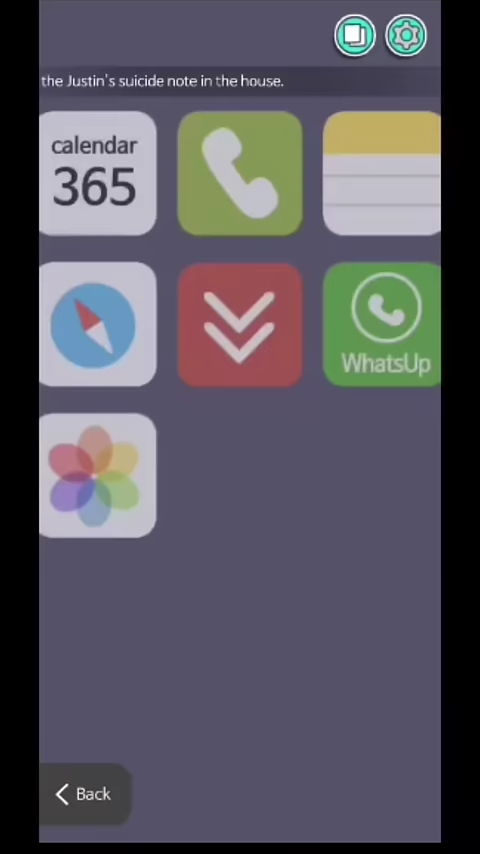 the Justin's suicide note in the house.
calendar
365
WhatsUp
Back